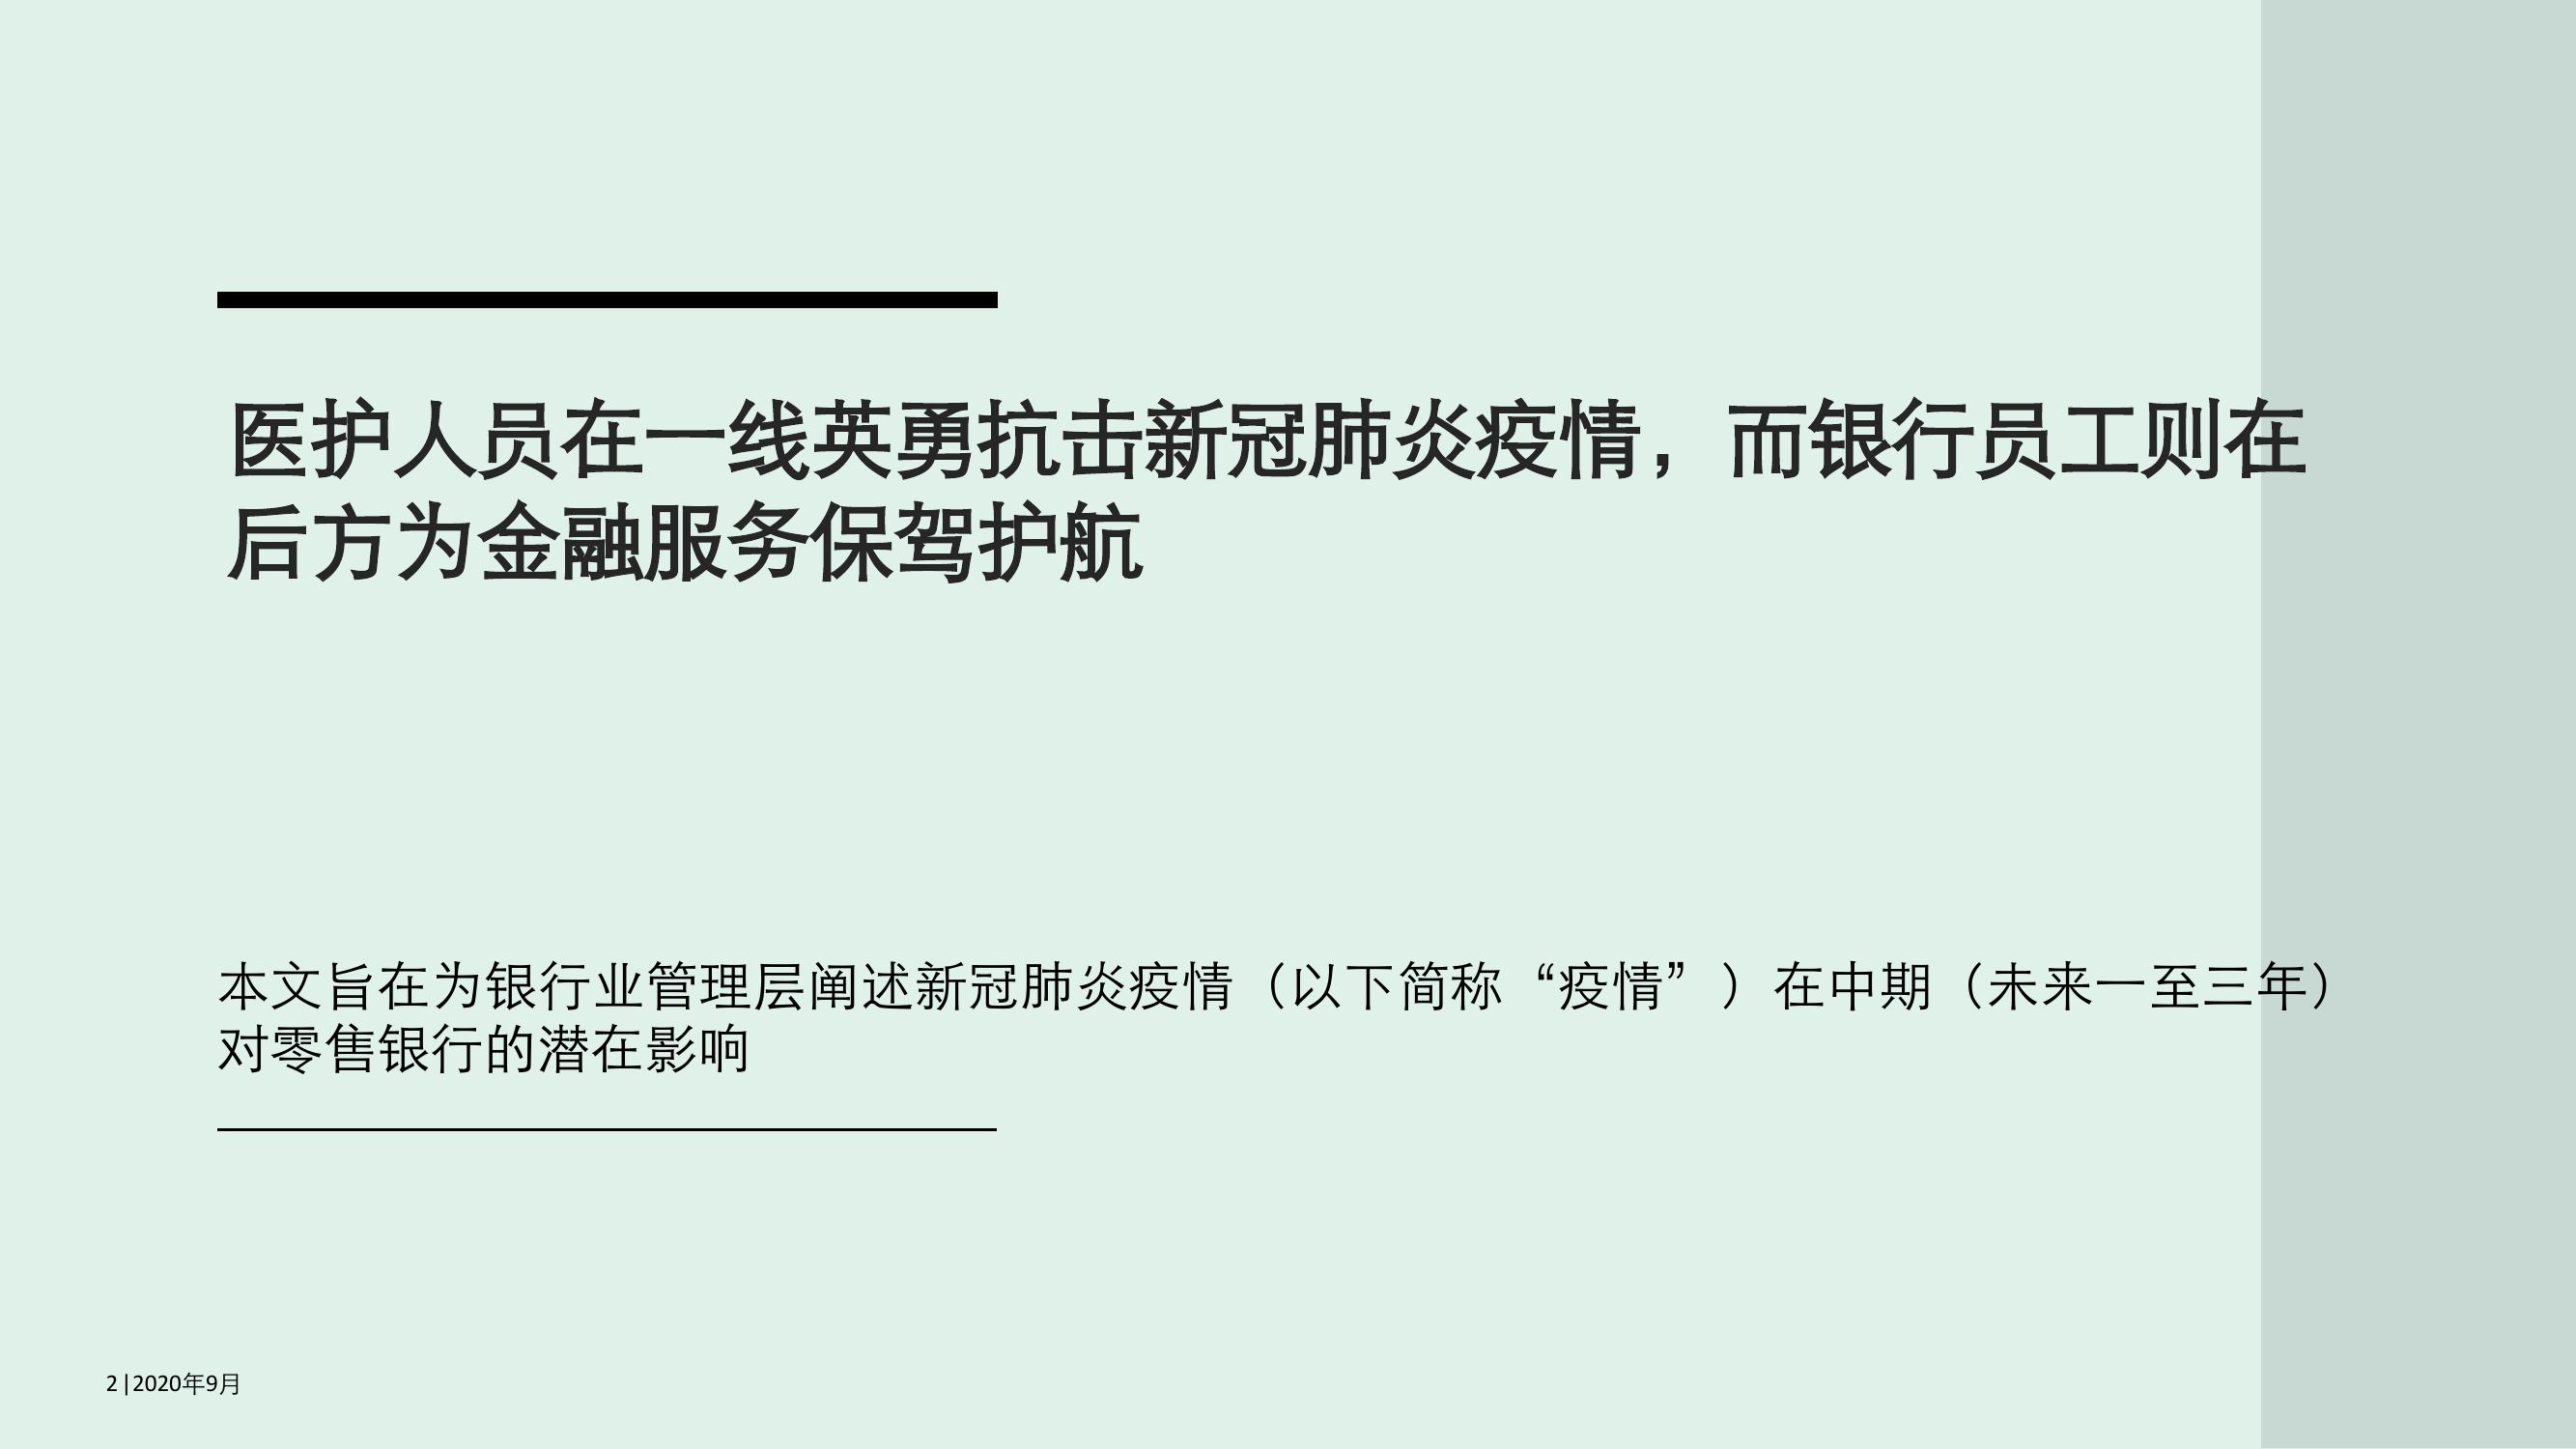 医护人员在一线英勇抗击新冠肺炎疫情，而银行员工则在
后方为金融服务保驾护航
本文旨在为银行业管理层阐述新冠肺炎疫情（以下简称“疫情”）在中期（未来一至三年）
对零售银行的潜在影响
2 |2020年9月